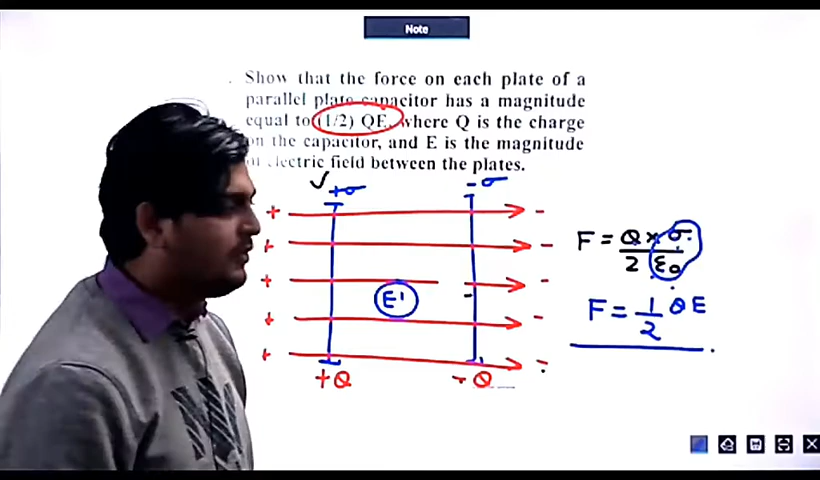 Note
Show that the force on each plate of a
parallel plate capacitor has a magnitude
equal to (1/2) QE, where Q is the charge
on the capacitor, and E is the magnitude
of electric field between the plates.
+σ
-σ
+ -
+ -
+ -
+ -
+ -
E'
+Q
-Q
F = Q × σ
2 ε₀
F = 1/2 QE